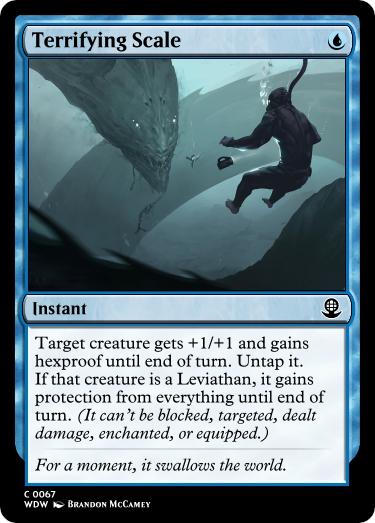 Terrifying Scale
Instant
Target creature gets +1/+1 and gains
hexproof until end of turn. Untap it.
If that creature is a Leviathan, it gains
protection from everything until end of
turn. (It can't be blocked, targeted, dealt
damage, enchanted, or equipped.)
For a moment, it swallows the world.
C 0067
WDW BRANDON MCCAMEY